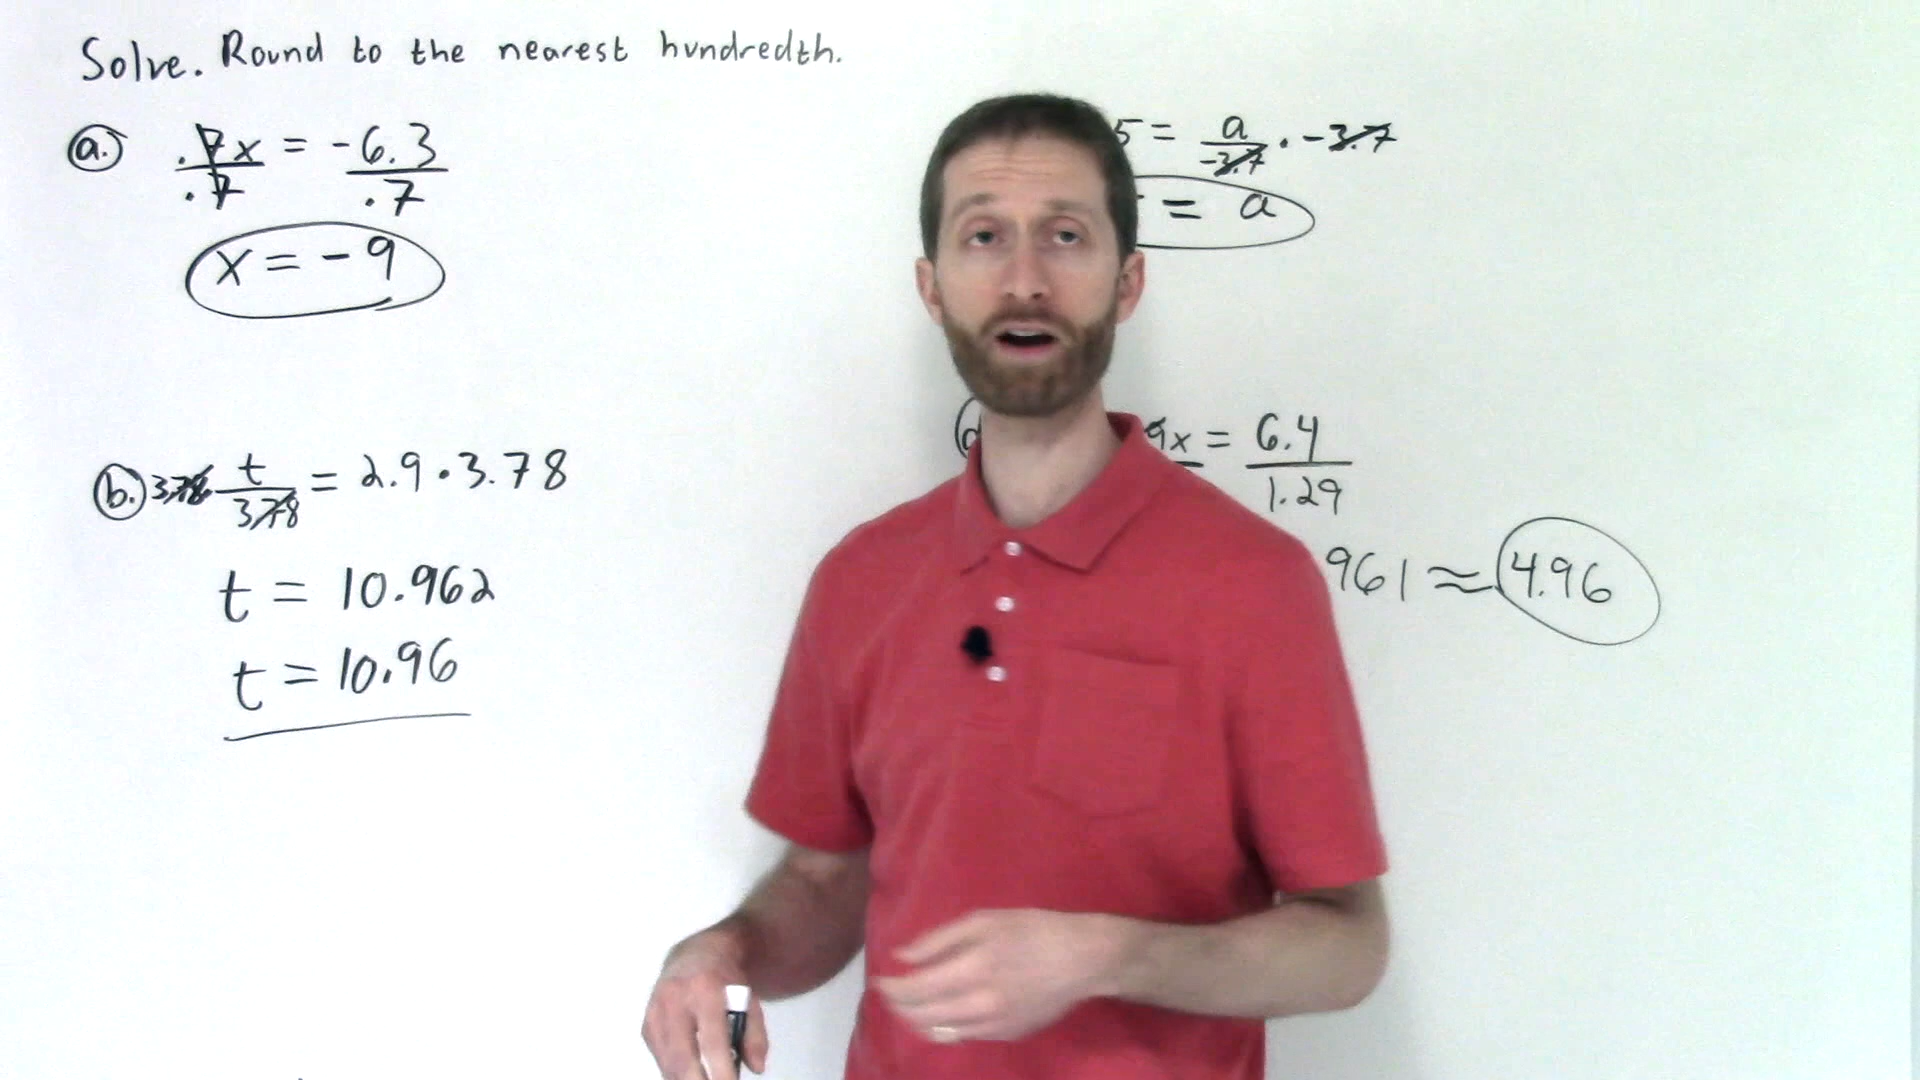 Solve. Round to the nearest hundredth.
a. .7x = -6.3
.7 .7
x = -9
b. 3.78 t = 2.9 · 3.78
3.78
t = 10.962
t = 10.96
5 = a · -3.7
-3.7
= a
d 9x = 6.4
1.29
961 ≈ 4.96